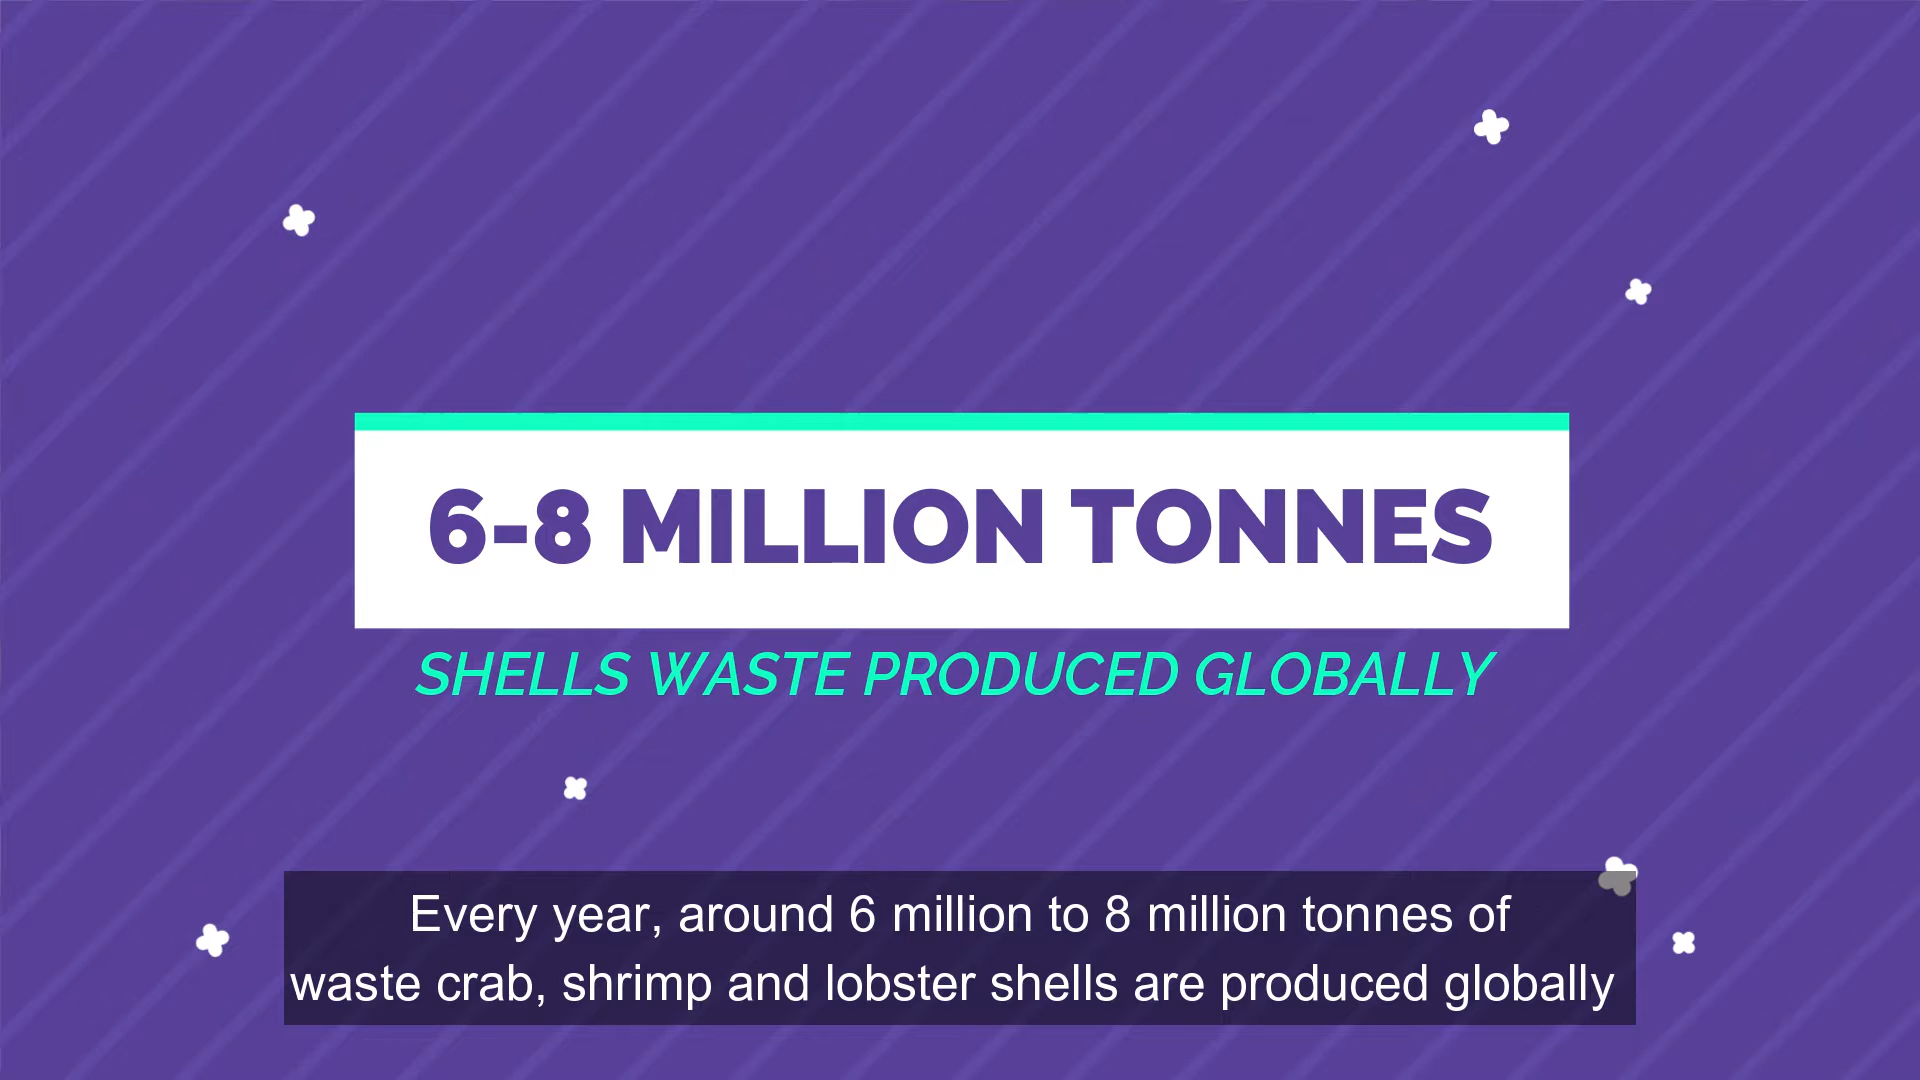 6-8 MILLION TONNES
SHELLS WASTE PRODUCED GLOBALLY
Every year, around 6 million to 8 million tonnes of
waste crab, shrimp and lobster shells are produced globally